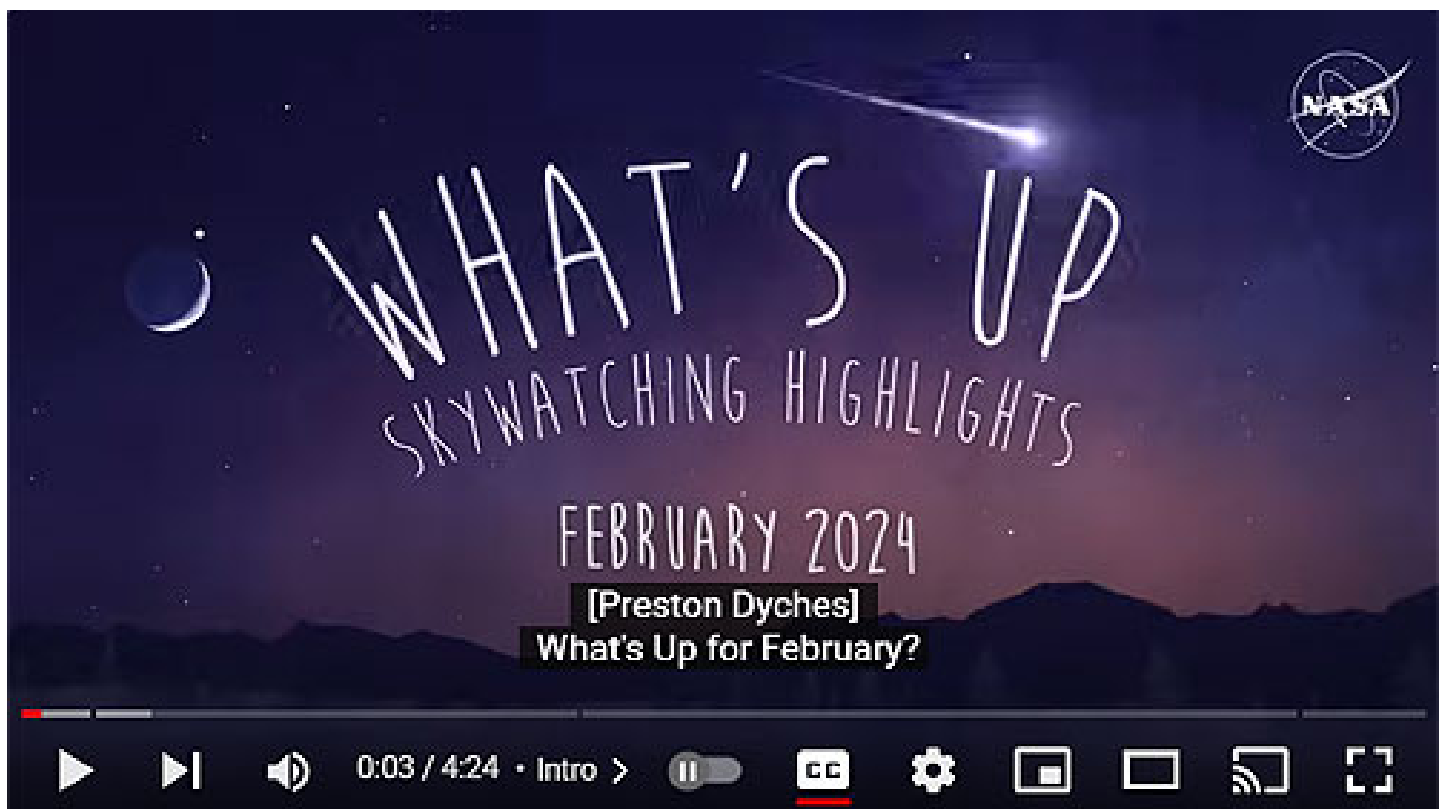 NASA
WHAT'S UP
SKYWATCHING HIGHLIGHTS
FEBRUARY 2024
[Preston Dyches]
What's Up for February?
0:03 / 4:24 • Intro >
CC